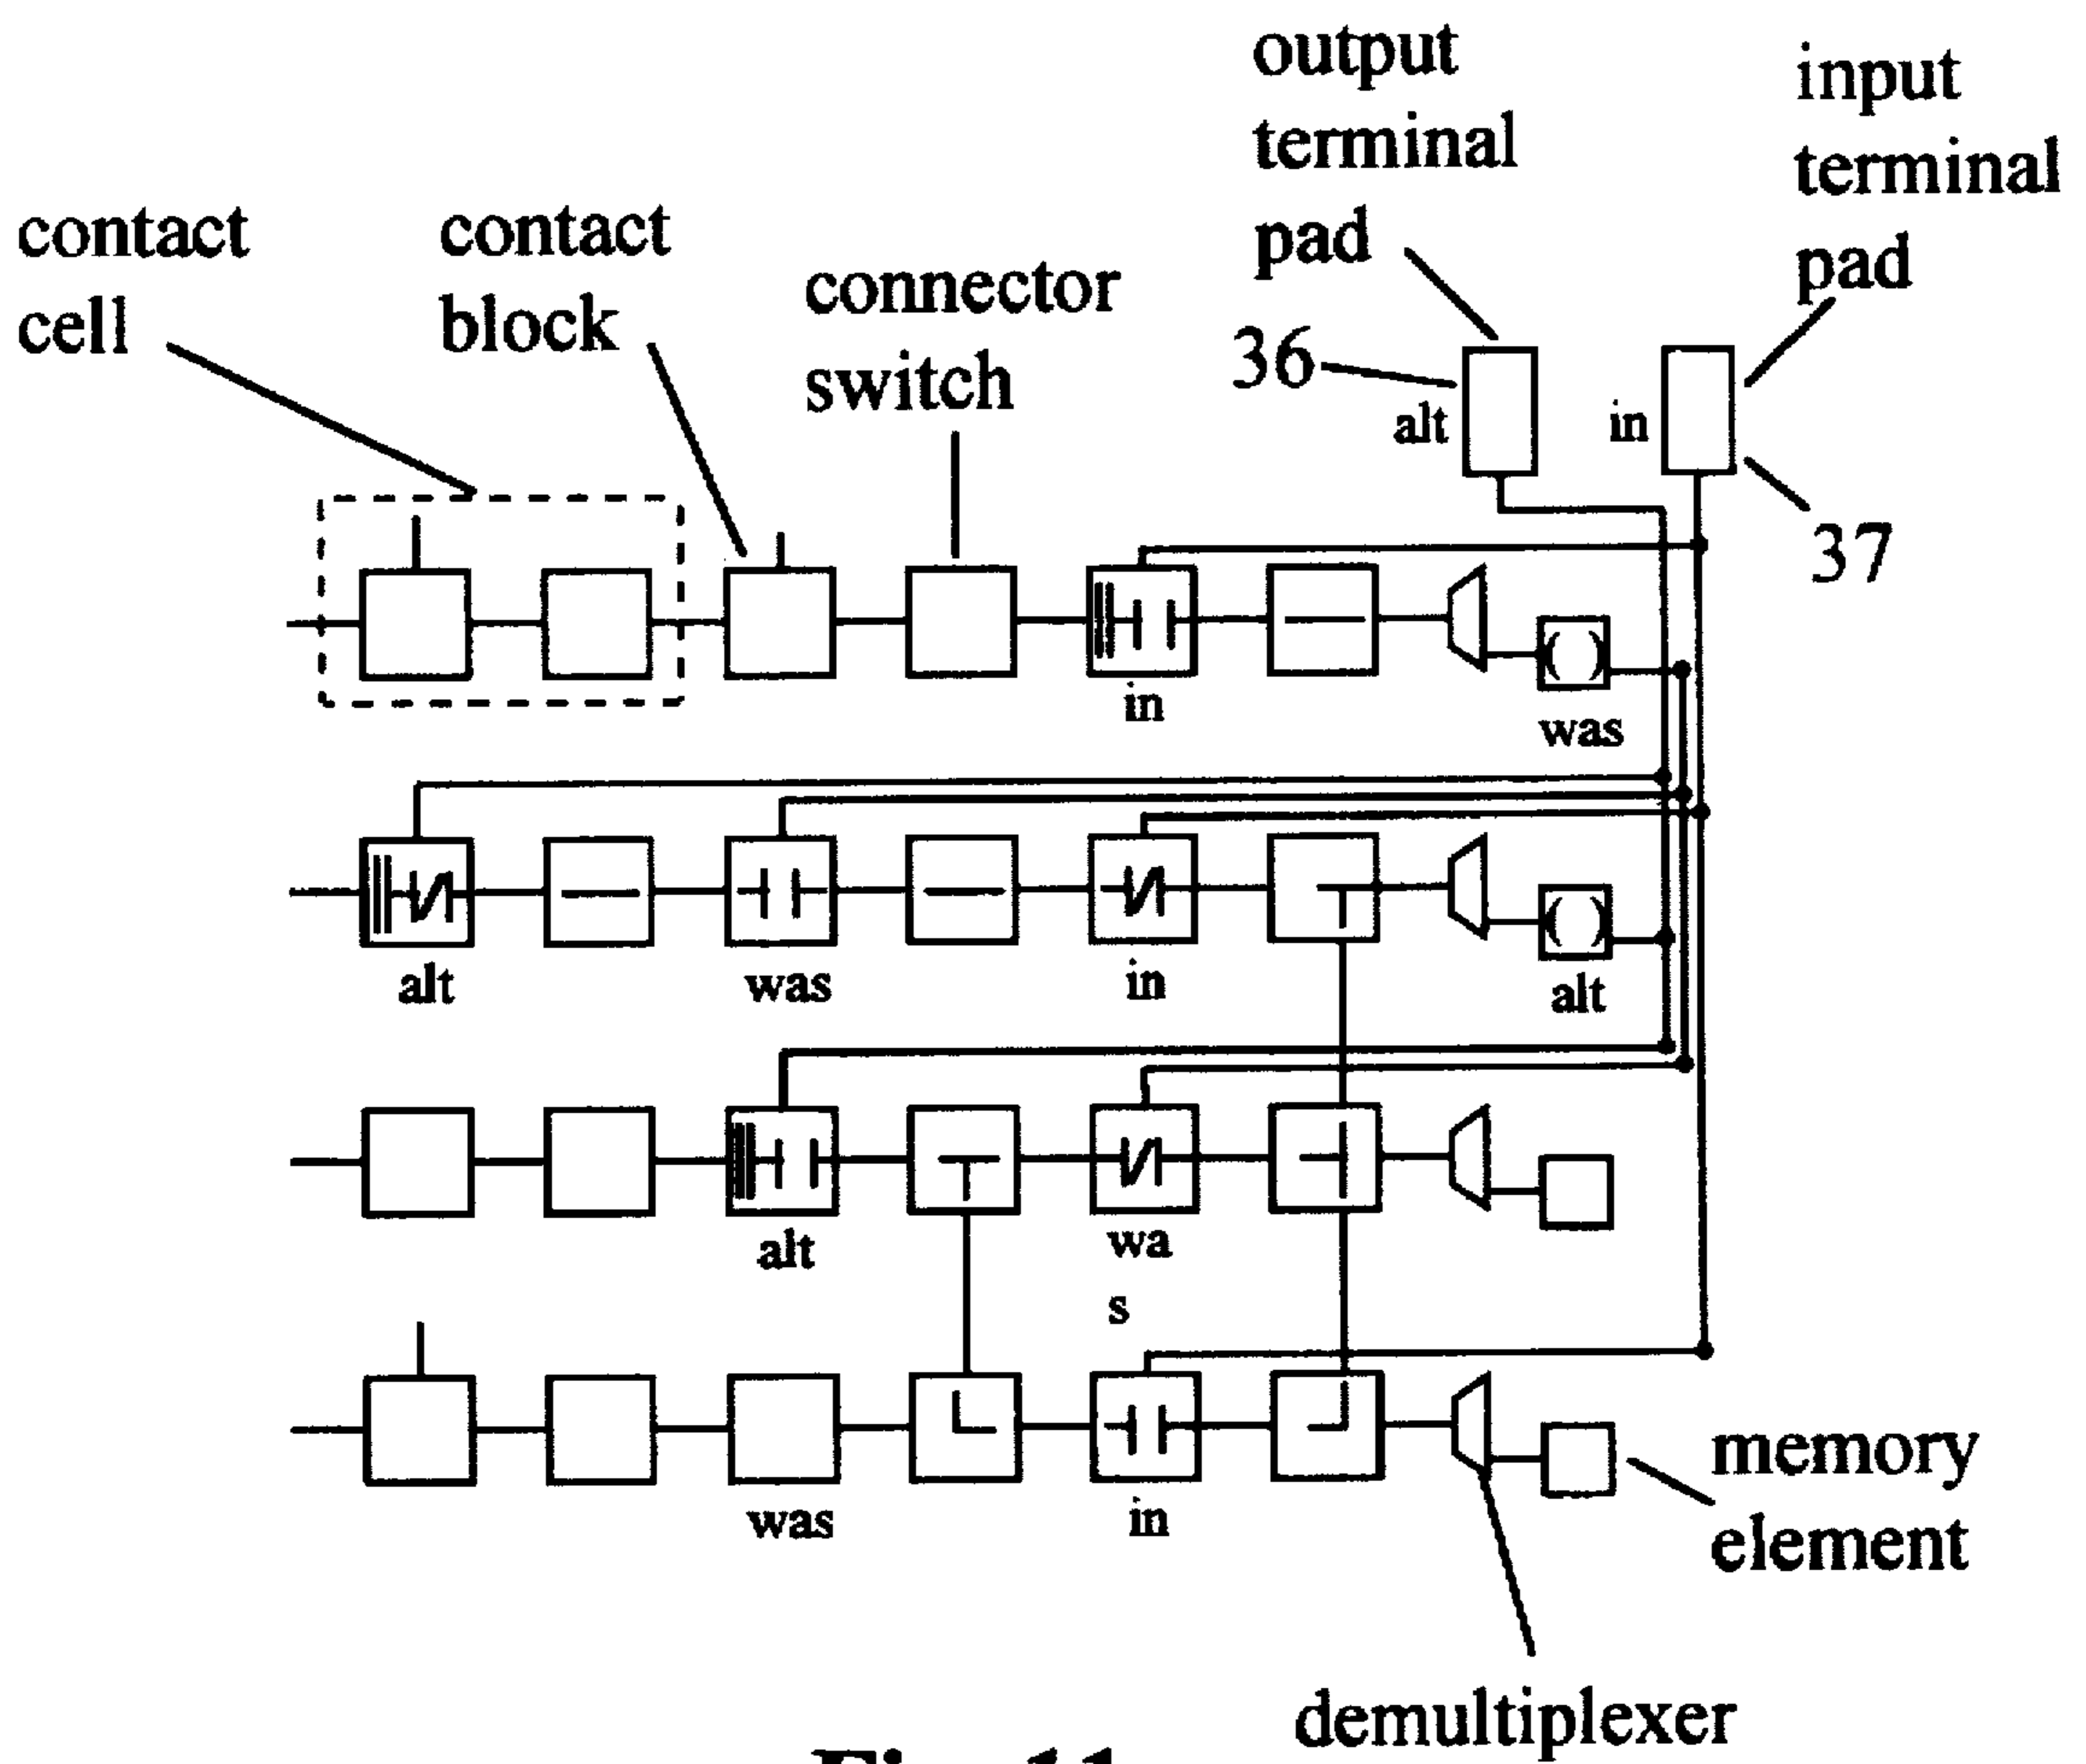 output
terminal
pad
input
terminal
pad
contact
cell
contact
block
connector
switch
36
alt
in
37
in
was
alt
was
in
alt
alt
wa
s
was
in
memory
element
demultiplexer